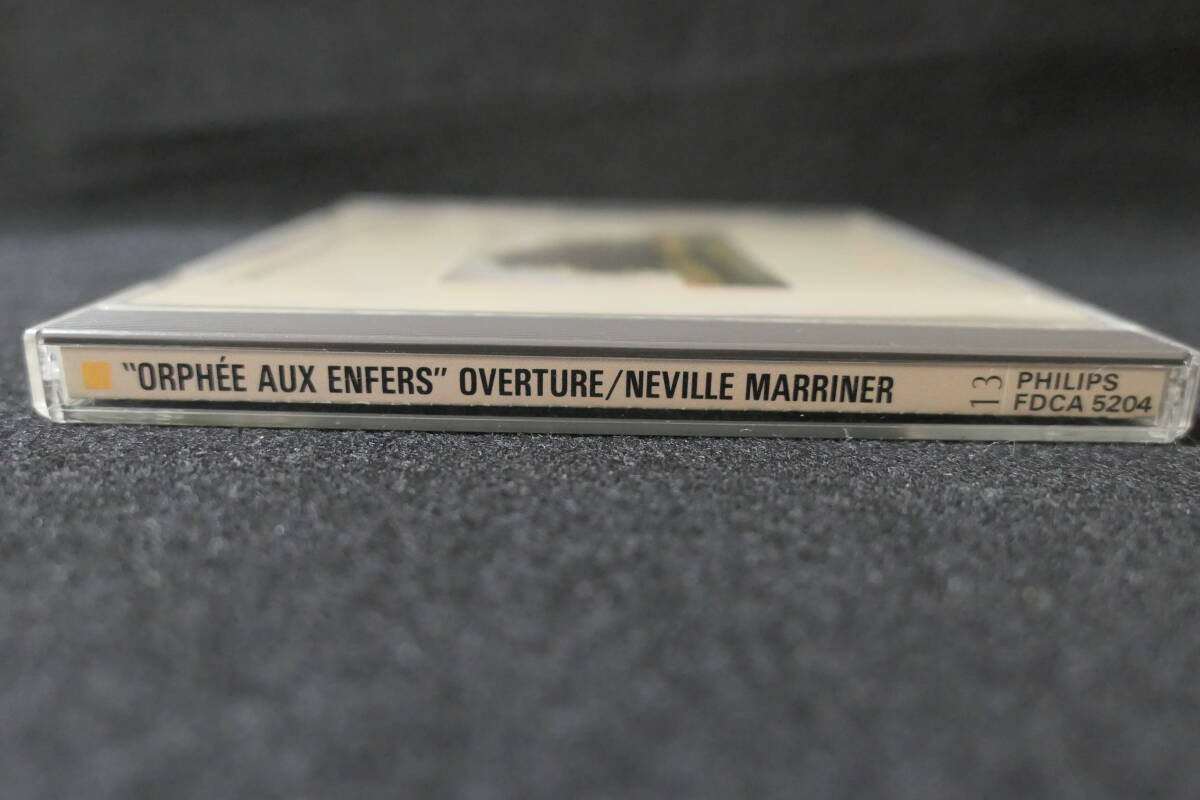 "ORPHÉE AUX ENFERS" OVERTURE/NEVILLE MARRINER
13
PHILIPS
FDCA 5204